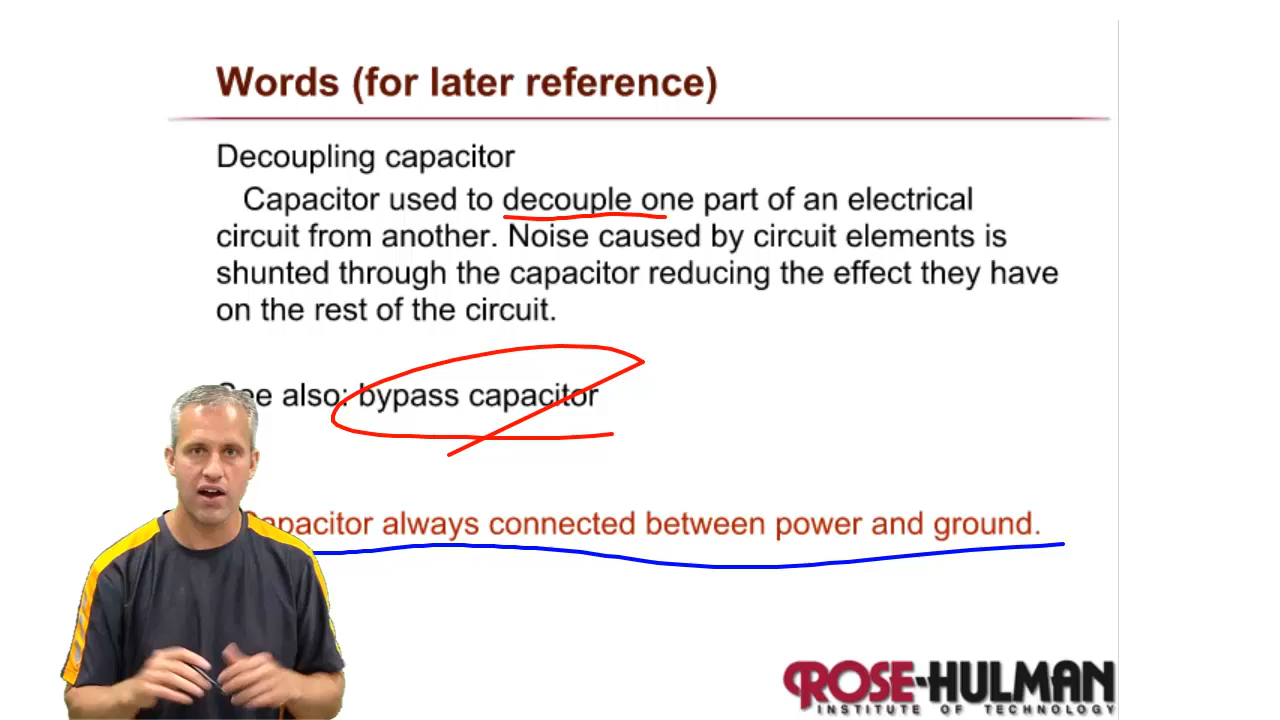 Words (for later reference)
Decoupling capacitor
Capacitor used to decouple one part of an electrical
circuit from another. Noise caused by circuit elements is
shunted through the capacitor reducing the effect they have
on the rest of the circuit.
See also: bypass capacitor
Capacitor always connected between power and ground.
ROSE-HULMAN
INSTITUTE OF TECHNOLOGY